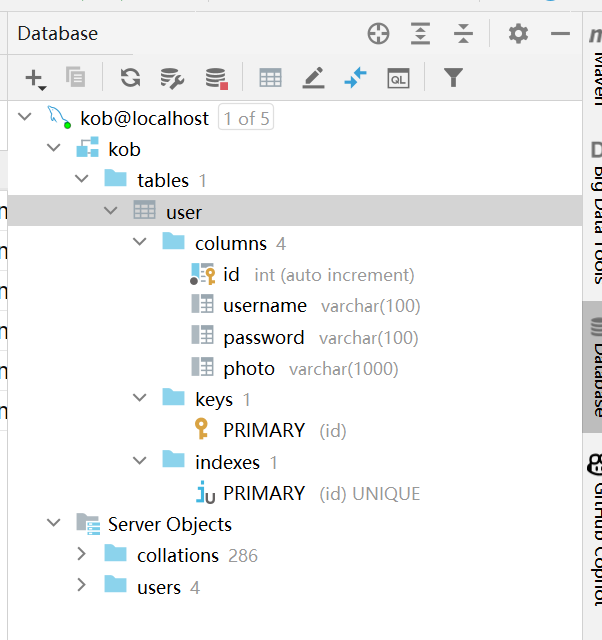 Database
QL
kob@localhost 1 of 5
kob
tables 1
user
columns 4
id int (auto increment)
username varchar(100)
password varchar(100)
photo varchar(1000)
keys 1
PRIMARY (id)
indexes 1
PRIMARY (id) UNIQUE
Server Objects
collations 286
users 4
Maven
Big Data Tools
Database
GitHub Copilot